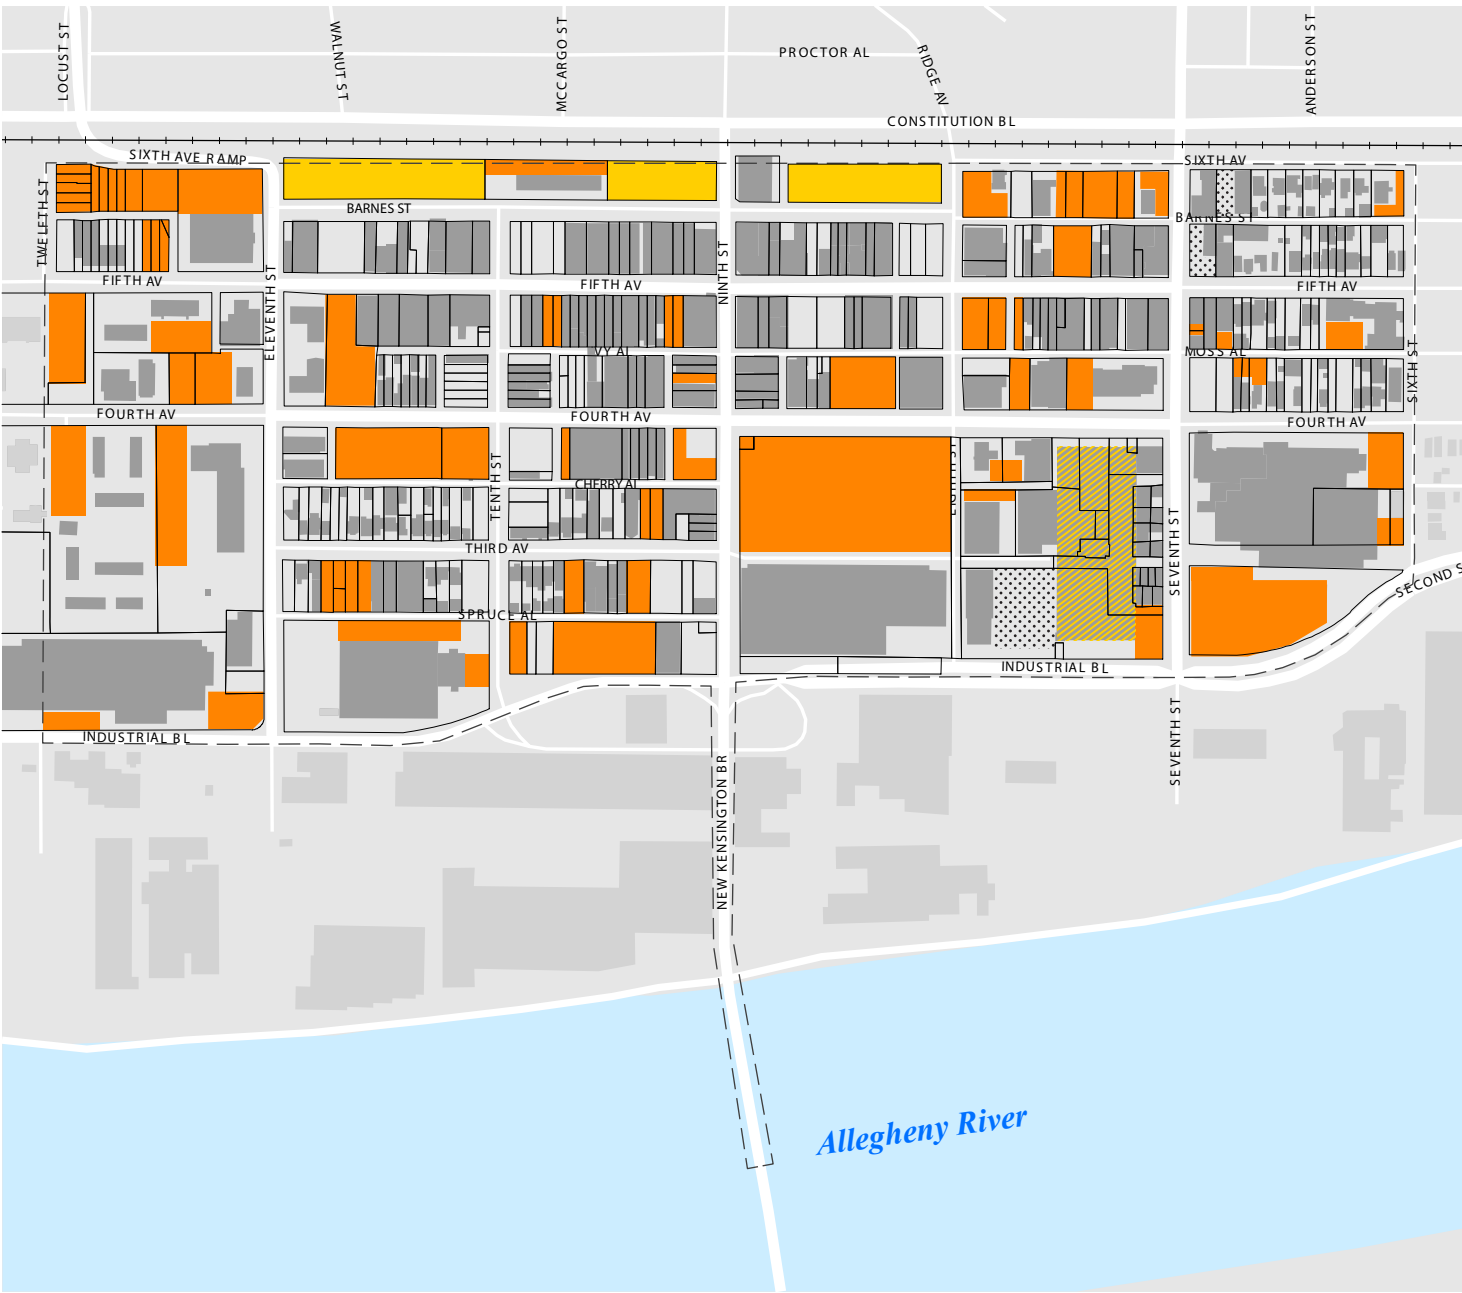 LOCUST ST
WALNUT ST
MCCARGO ST
PROCTOR AL
RIDGE AV
ANDERSON ST
CONSTITUTION BL
SIXTH AVE RAMP
SIXTH AV
TWELFTH ST
BARNES ST
BARNES ST
NINTH ST
ELEVENTH ST
FIFTH AV
FIFTH AV
FIFTH AV
MOSS AL
SIXTH ST
FOURTH AV
FOURTH AV
FOURTH AV
TENTH ST
CHERRY AL
THIRD AV
SEVENTH ST
SECOND S
SPRUCE AL
INDUSTRIAL BL
INDUSTRIAL BL
SEVENTH ST
NEW KENSINGTON BR
Allegheny River